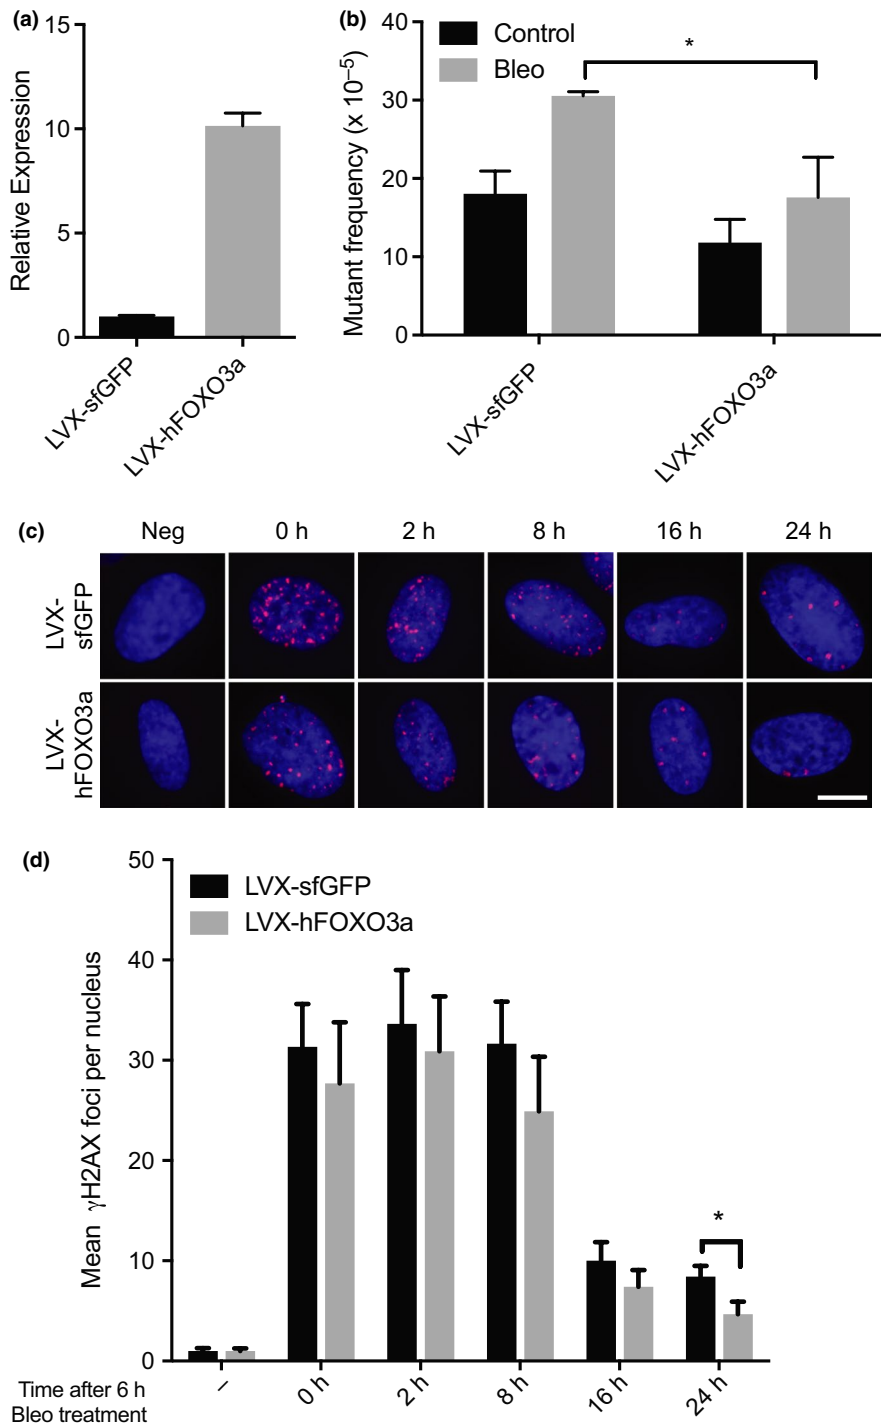 (a)
15
10
5
0
Relative Expression
LVX-sfGFP
LVX-hFOXO3a
(b)
40
30
20
10
0
Mutant frequency (x 10⁻⁵)
Control
Bleo
*
LVX-sfGFP
LVX-hFOXO3a
(c)
Neg 0 h 2 h 8 h 16 h 24 h
LVX-
sfGFP
LVX-
hFOXO3a
(d)
50
40
30
20
10
0
Mean γH2AX foci per nucleus
LVX-sfGFP
LVX-hFOXO3a
*
Time after 6 h
Bleo treatment
– 0 h 2 h 8 h 16 h 24 h